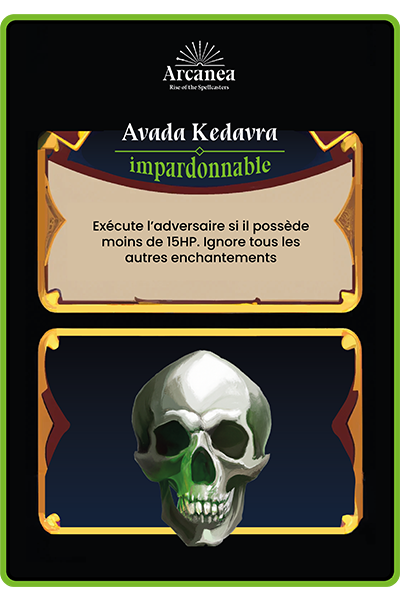 Arcanea
Rise of the Spellcasters
Avada Kedavra
impardonnable
Exécute l'adversaire si il possède
moins de 15HP. Ignore tous les
autres enchantements